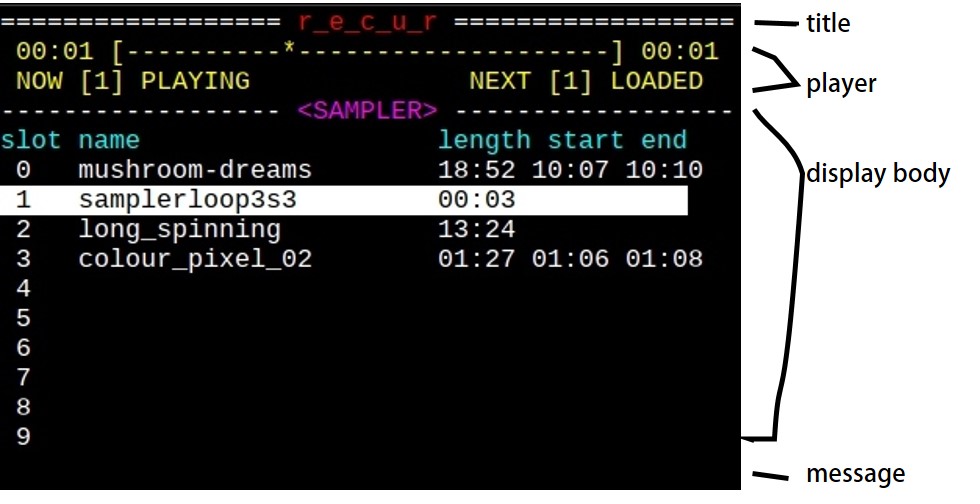 ================== r_e_c_u_r ==================
00:01 [----------*--------------------] 00:01
NOW [1] PLAYING NEXT [1] LOADED
------------------ <SAMPLER> ------------------
slot name length start end
0 mushroom-dreams 18:52 10:07 10:10
1 samplerloop3s3 00:03
2 long_spinning 13:24
3 colour_pixel_02 01:27 01:06 01:08
4
5
6
7
8
9
title
player
display body
message